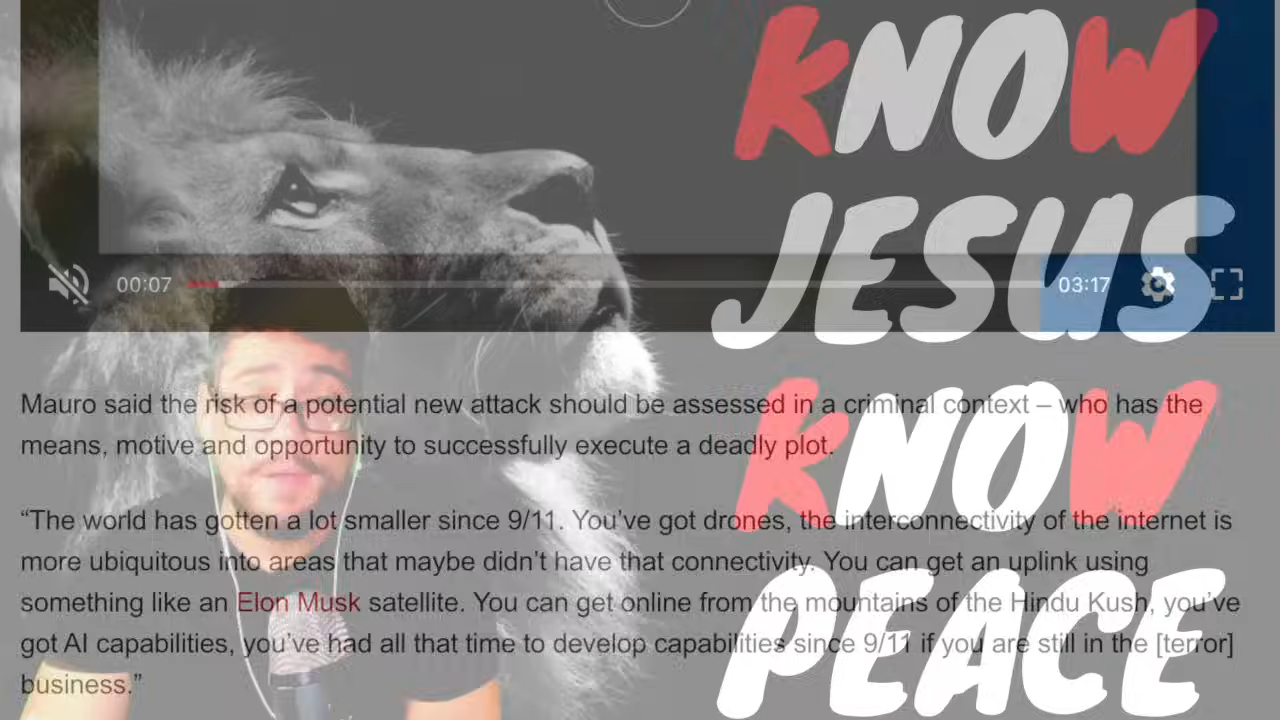 kNOW
JESUS
00:07
03:17
kNOW
PEACE
Mauro said the risk of a potential new attack should be assessed in a criminal context – who has the
means, motive and opportunity to successfully execute a deadly plot.
“The world has gotten a lot smaller since 9/11. You’ve got drones, the interconnectivity of the internet is
more ubiquitous into areas that maybe didn’t have that connectivity. You can get an uplink using
something like an Elon Musk satellite. You can get online from the mountains of the Hindu Kush, you’ve
got AI capabilities, you’ve had all that time to develop capabilities since 9/11 if you are still in the [terror]
business.”